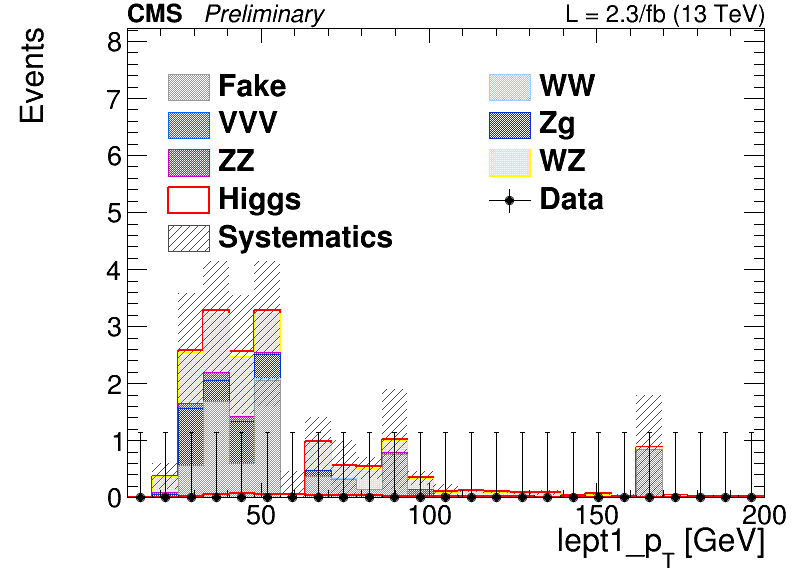 CMS Preliminary L = 2.3/fb (13 TeV)
Events
8
7
6
5
4
3
2
1
0
Fake WW
VVV Zg
ZZ WZ
Higgs Data
Systematics
50 100 150 200
lept1_p_T [GeV]